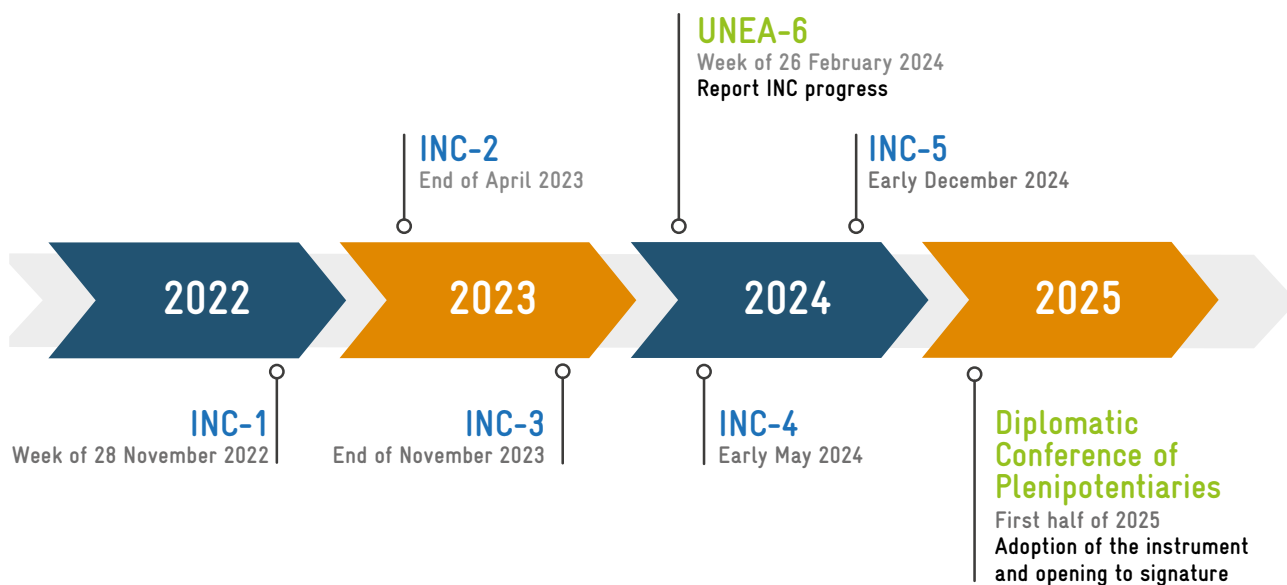 UNEA-6
Week of 26 February 2024
Report INC progress
INC-2
End of April 2023
INC-5
Early December 2024
2022
2023
2024
2025
INC-1
Week of 28 November 2022
INC-3
End of November 2023
INC-4
Early May 2024
Diplomatic
Conference of
Plenipotentiaries
First half of 2025
Adoption of the instrument
and opening to signature